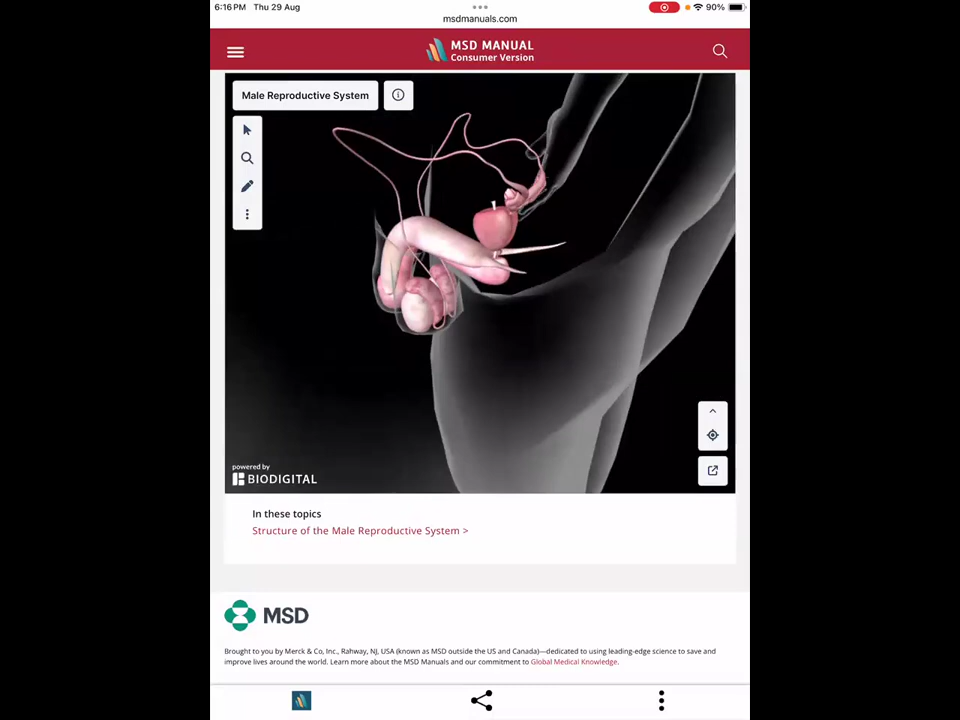 6:16 PM Thu 29 Aug
90%
msdmanuals.com
MSD MANUAL
Consumer Version
Male Reproductive System
powered by
BIODIGITAL
In these topics
Structure of the Male Reproductive System >
MSD
Brought to you by Merck & Co, Inc., Rahway, NJ, USA (known as MSD outside the US and Canada)—dedicated to using leading-edge science to save and
improve lives around the world. Learn more about the MSD Manuals and our commitment to Global Medical Knowledge.